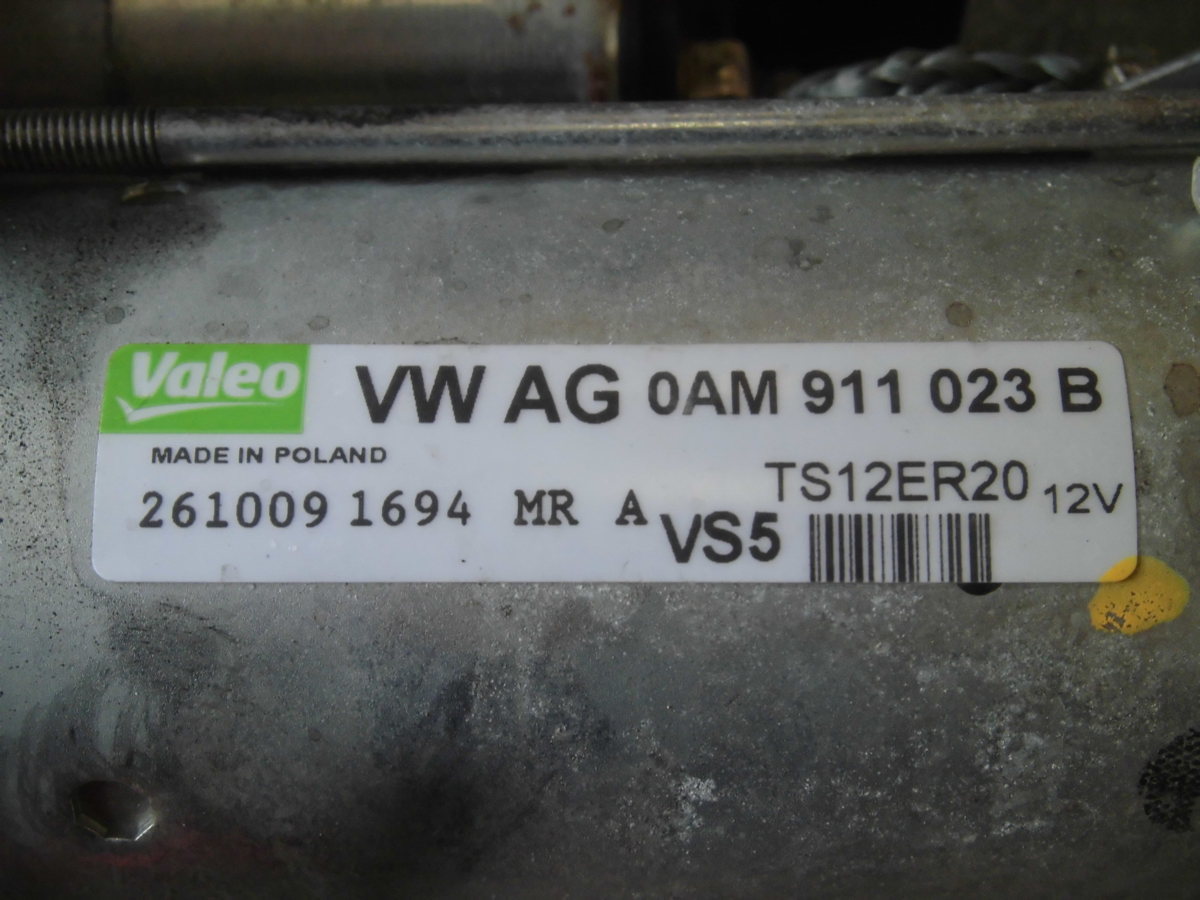 Valeo VW AG 0AM 911 023 B
MADE IN POLAND
261009 1694 MR A VS5 TS12ER20 12V